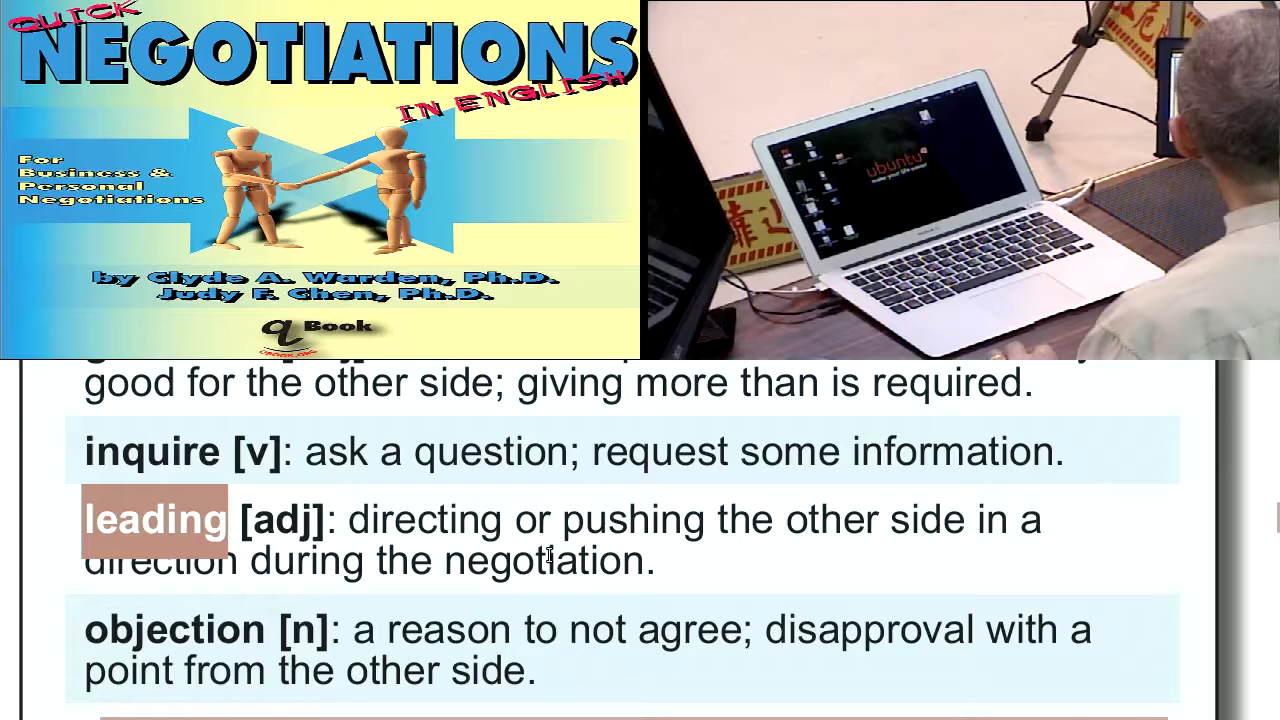 QUICK
NEGOTIATIONS
IN ENGLISH
For
Business &
Personal
Negotiations
by Clyde A. Warden, Ph.D.
Judy F. Chen, Ph.D.
q Book
QBOOK.ORG
ubuntu
good for the other side; giving more than is required.
inquire [v]: ask a question; request some information.
leading [adj]: directing or pushing the other side in a
direction during the negotiation.
objection [n]: a reason to not agree; disapproval with a
point from the other side.